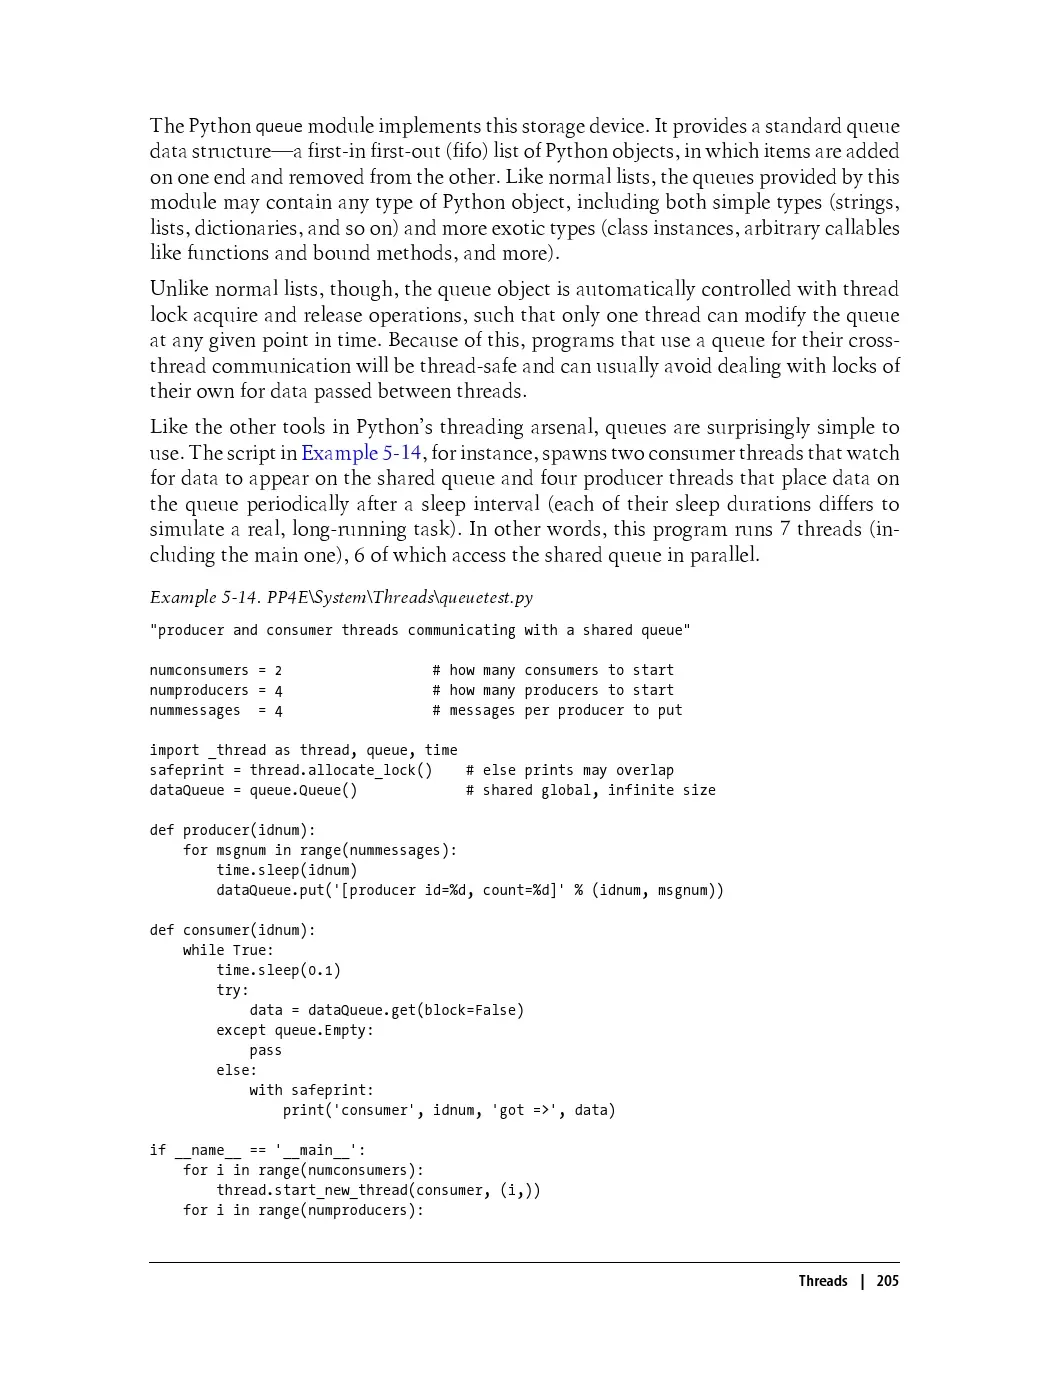 The Python queue module implements this storage device. It provides a standard queue
data structure—a first-in first-out (fifo) list of Python objects, in which items are added
on one end and removed from the other. Like normal lists, the queues provided by this
module may contain any type of Python object, including both simple types (strings,
lists, dictionaries, and so on) and more exotic types (class instances, arbitrary callables
like functions and bound methods, and more).
Unlike normal lists, though, the queue object is automatically controlled with thread
lock acquire and release operations, such that only one thread can modify the queue
at any given point in time. Because of this, programs that use a queue for their cross-
thread communication will be thread-safe and can usually avoid dealing with locks of
their own for data passed between threads.
Like the other tools in Python's threading arsenal, queues are surprisingly simple to
use. The script in Example 5-14, for instance, spawns two consumer threads that watch
for data to appear on the shared queue and four producer threads that place data on
the queue periodically after a sleep interval (each of their sleep durations differs to
simulate a real, long-running task). In other words, this program runs 7 threads (in-
cluding the main one), 6 of which access the shared queue in parallel.
Example 5-14. PP4E\System\Threads\queuetest.py
"producer and consumer threads communicating with a shared queue"
numconsumers = 2                  # how many consumers to start
numproducers = 4                  # how many producers to start
nummessages  = 4                  # messages per producer to put
import _thread as thread, queue, time
safeprint = thread.allocate_lock()    # else prints may overlap
dataQueue = queue.Queue()             # shared global, infinite size
def producer(idnum):
    for msgnum in range(nummessages):
        time.sleep(idnum)
        dataQueue.put('[producer id=%d, count=%d]' % (idnum, msgnum))
def consumer(idnum):
    while True:
        time.sleep(0.1)
        try:
            data = dataQueue.get(block=False)
        except queue.Empty:
            pass
        else:
            with safeprint:
                print('consumer', idnum, 'got =>', data)
if __name__ == '__main__':
    for i in range(numconsumers):
        thread.start_new_thread(consumer, (i,))
    for i in range(numproducers):
Threads | 205